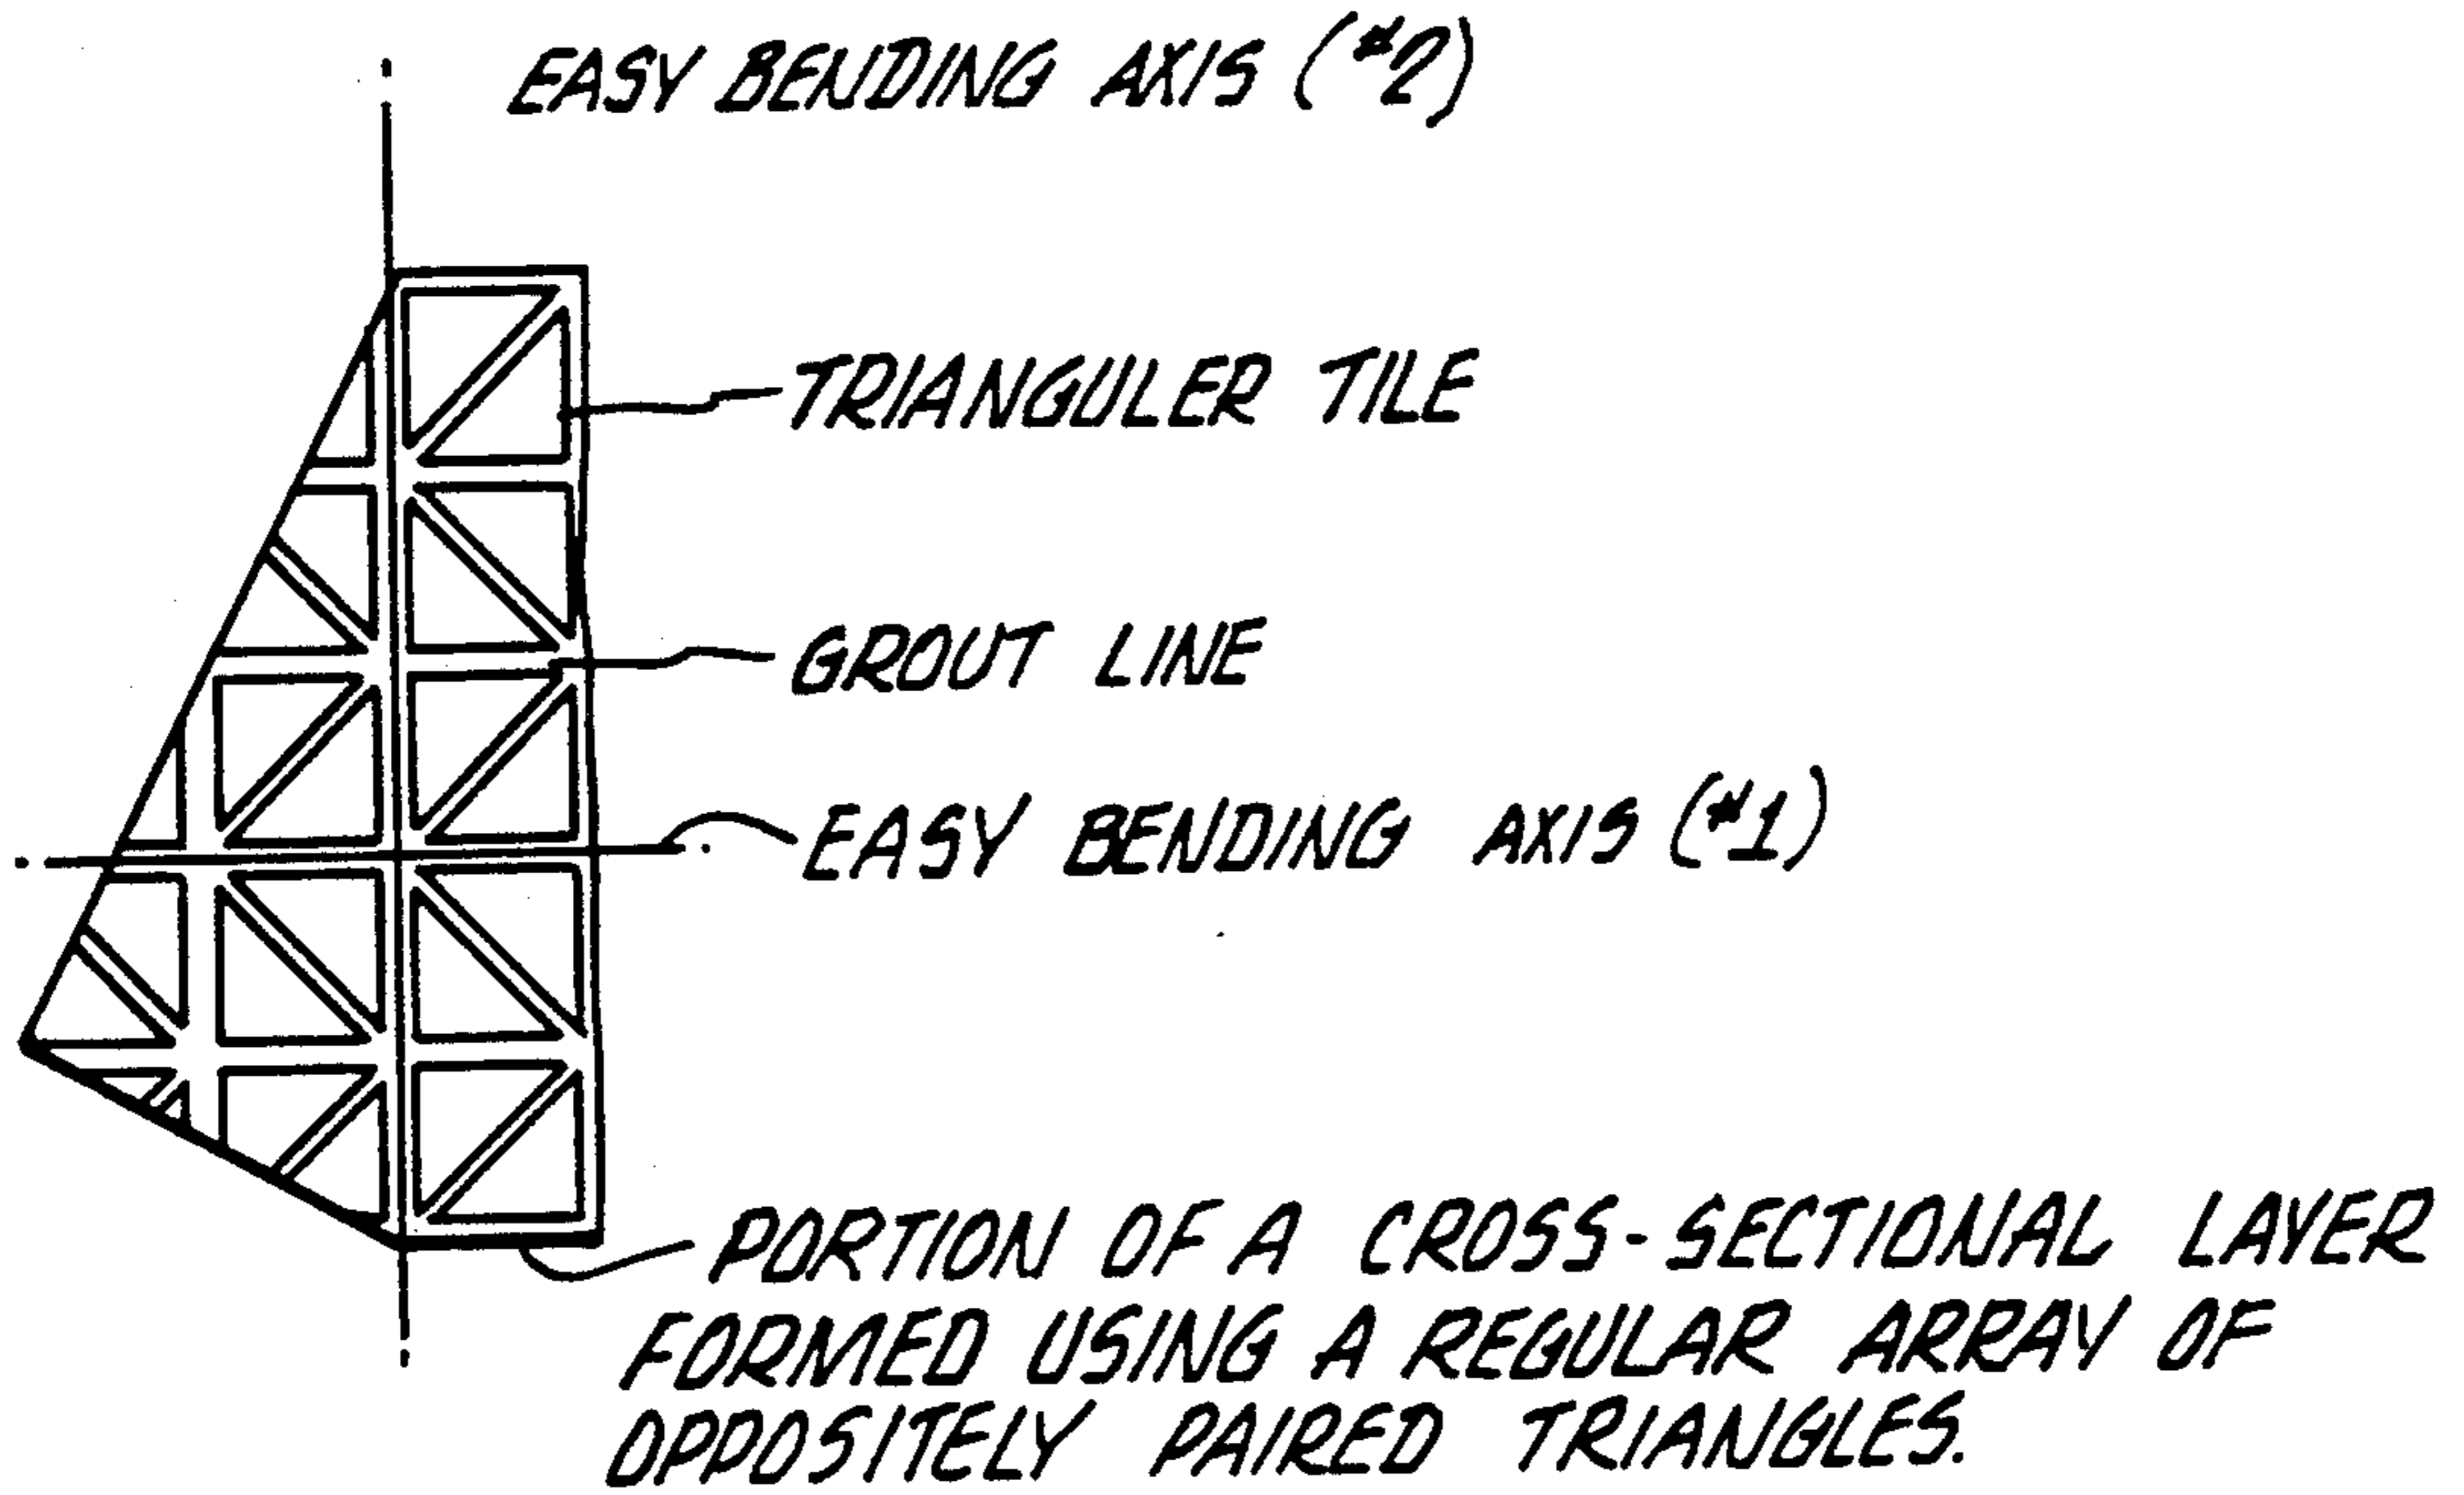 EASY BENDING AXIS (#2)
TRIANGULER TILE
GROUT LINE
EASY BENDING AXIS (#1)
PORTION OF A CROSS-SECTIONAL LAYER
FORMED USING A REGULAR ARRAY OF
OPPOSITELY PAIRED TRIANGLES.